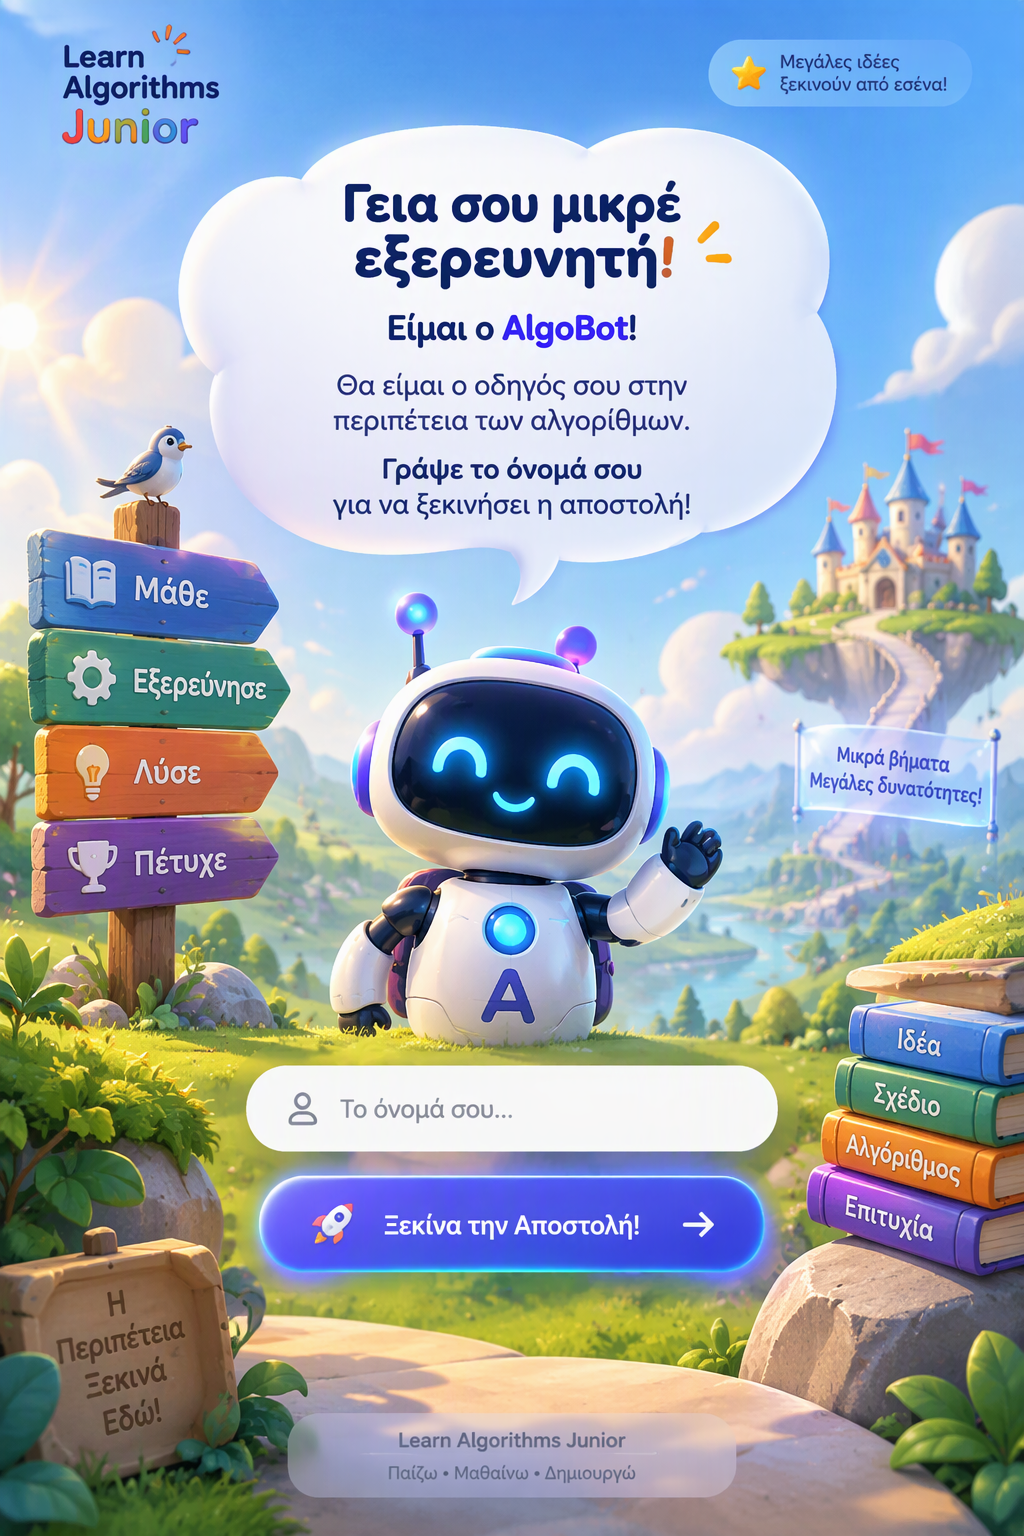 Learn
Algorithms
Junior
Μεγάλες ιδέες
ξεκινούν από εσένα!
Γεια σου μικρέ
εξερευνητή!
Είμαι ο AlgoBot!
Θα είμαι ο οδηγός σου στην
περιπέτεια των αλγορίθμων.
Γράψε το όνομά σου
για να ξεκινήσει η αποστολή!
Μάθε
Εξερεύνησε
Λύσε
Πέτυχε
Μικρά βήματα
Μεγάλες δυνατότητες!
A
Ιδέα
Σχέδιο
Αλγόριθμος
Επιτυχία
Το όνομά σου...
Ξεκίνα την Αποστολή!
Η
Περιπέτεια
Ξεκινά
Εδώ!
Learn Algorithms Junior
Παίζω • Μαθαίνω • Δημιουργώ